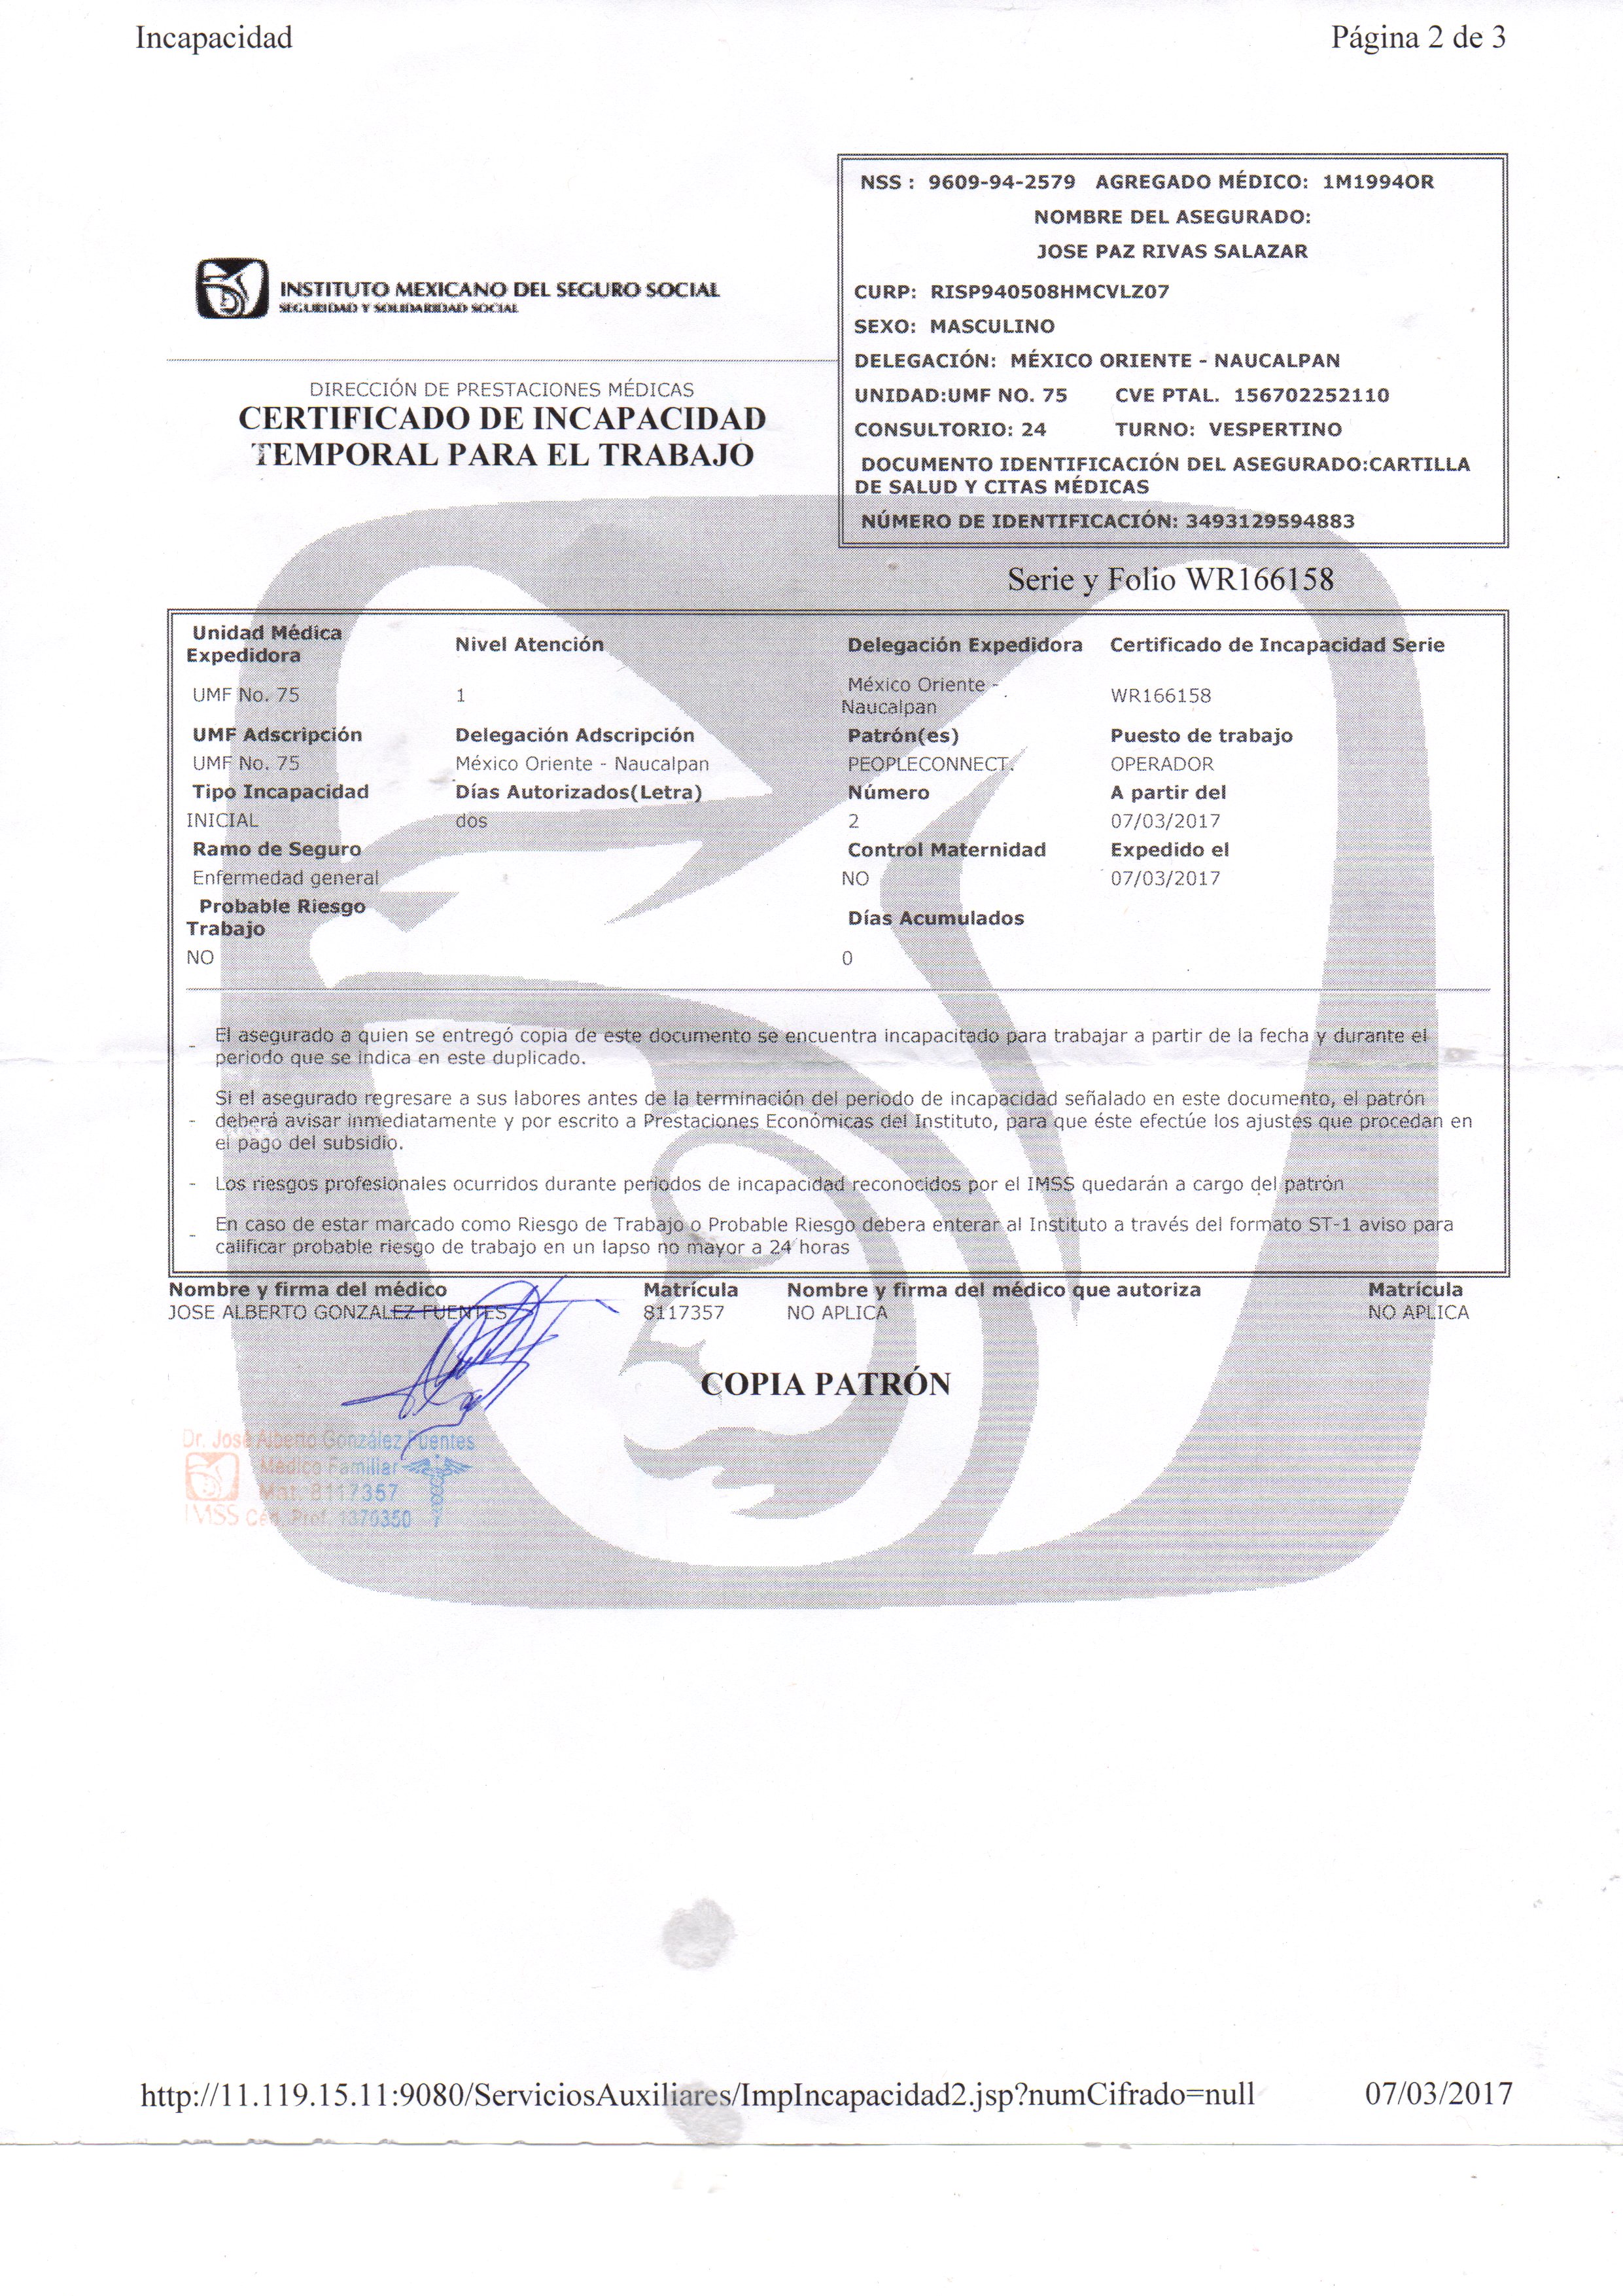 Incapacidad
Página 2 de 3
NSS : 9609-94-2579 AGREGADO MÉDICO: 1M1994OR
NOMBRE DEL ASEGURADO:
JOSE PAZ RIVAS SALAZAR
CURP: RISP940508HMCVLZ07
SEXO: MASCULINO
DELEGACIÓN: MÉXICO ORIENTE - NAUCALPAN
UNIDAD:UMF NO. 75 CVE PTAL. 156702252110
CONSULTORIO: 24 TURNO: VESPERTINO
DOCUMENTO IDENTIFICACIÓN DEL ASEGURADO:CARTILLA
DE SALUD Y CITAS MÉDICAS
NÚMERO DE IDENTIFICACIÓN: 3493129594883
INSTITUTO MEXICANO DEL SEGURO SOCIAL
SEGURIDAD Y SOLIDARIDAD SOCIAL
DIRECCIÓN DE PRESTACIONES MÉDICAS
CERTIFICADO DE INCAPACIDAD
TEMPORAL PARA EL TRABAJO
Serie y Folio WR166158
Unidad Médica
Expedidora Nivel Atención Delegación Expedidora Certificado de Incapacidad Serie
UMF No. 75 1 México Oriente -
Naucalpan WR166158
UMF Adscripción Delegación Adscripción Patrón(es) Puesto de trabajo
UMF No. 75 México Oriente - Naucalpan PEOPLECONNECT. OPERADOR
Tipo Incapacidad Días Autorizados(Letra) Número A partir del
INICIAL dos 2 07/03/2017
Ramo de Seguro Control Maternidad Expedido el
Enfermedad general NO 07/03/2017
Probable Riesgo
Trabajo Días Acumulados
NO 0
- El asegurado a quien se entregó copia de este documento se encuentra incapacitado para trabajar a partir de la fecha y durante el
periodo que se indica en este duplicado.
Si el asegurado regresare a sus labores antes de la terminación del periodo de incapacidad señalado en este documento, el patrón
- deberá avisar inmediatamente y por escrito a Prestaciones Económicas del Instituto, para que éste efectúe los ajustes que procedan en
el pago del subsidio.
- Los riesgos profesionales ocurridos durante periodos de incapacidad reconocidos por el IMSS quedarán a cargo del patrón
- En caso de estar marcado como Riesgo de Trabajo o Probable Riesgo debera enterar al Instituto a través del formato ST-1 aviso para
calificar probable riesgo de trabajo en un lapso no mayor a 24 horas
Nombre y firma del médico Matrícula Nombre y firma del médico que autoriza Matrícula
JOSE ALBERTO GONZALEZ FUENTES 8117357 NO APLICA NO APLICA
COPIA PATRÓN
Dr. José Alberto González Fuentes
Médico Familiar
Mat. 8117357
IMSS Céd. Prof. 1376350
http://11.119.15.11:9080/ServiciosAuxiliares/ImpIncapacidad2.jsp?numCifrado=null 07/03/2017